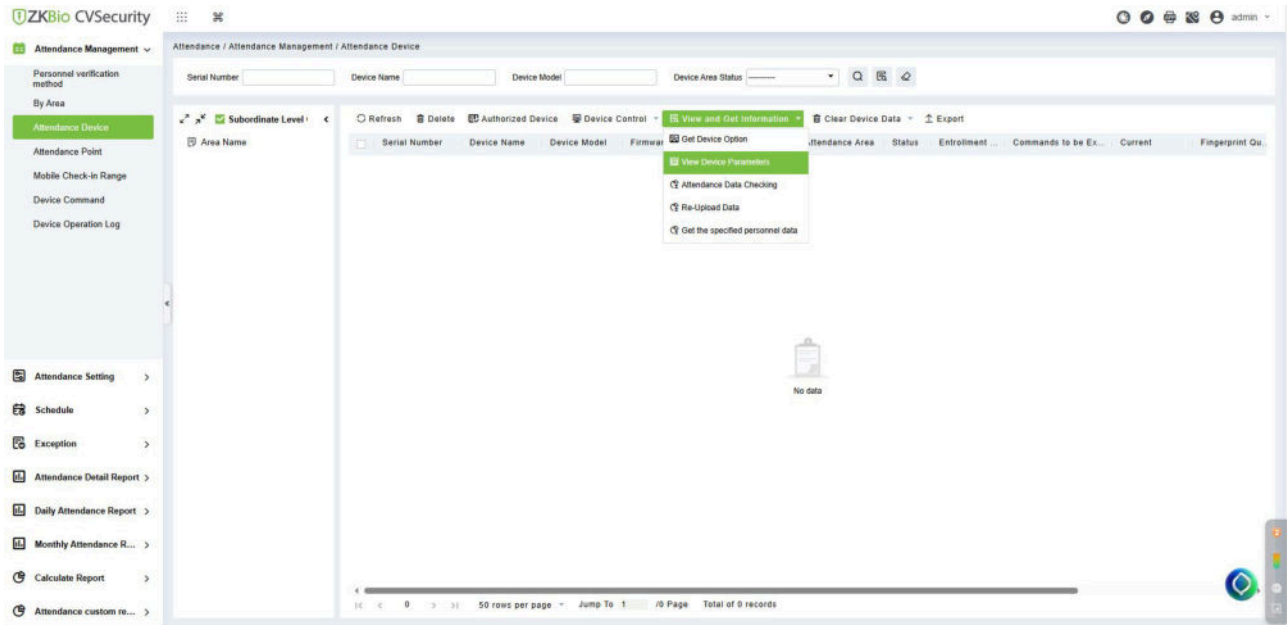 ZKBio CVSecurity
admin
Attendance Management
Attendance / Attendance Management / Attendance Device
Personnel verification
method
By Area
Attendance Device
Attendance Point
Mobile Check-in Range
Device Command
Device Operation Log
Serial Number
Device Name
Device Model
Device Area Status ----------
Subordinate Level
Refresh Delete Authorized Device Device Control View and Get Information Clear Device Data Export
Area Name
Serial Number Device Name Device Model Firmwar ttendance Area Status Entrollment ... Commands to be Ex... Current Fingerprint Qu..
Get Device Option
View Device Parameters
Attendance Data Checking
Re-Upload Data
Get the specified personnel data
No data
Attendance Setting
Schedule
Exception
Attendance Detail Report
Daily Attendance Report
Monthly Attendance R...
Calculate Report
Attendance custom re...
0 50 rows per page Jump To 1 /0 Page Total of 0 records